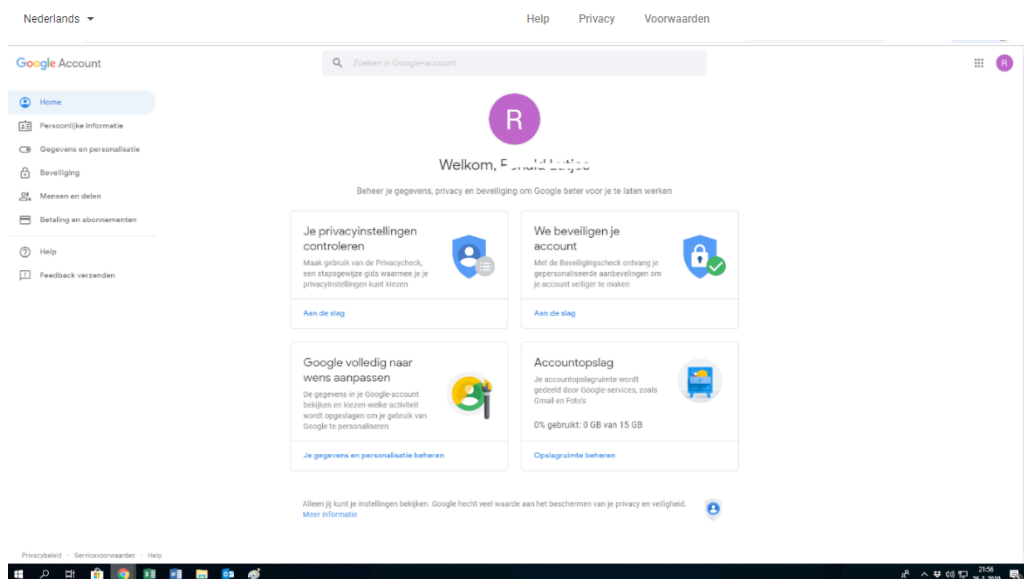 Nederlands
Help Privacy Voorwaarden
Google Account
Zoeken in Google-account
R
Home
Persoonlijke informatie
Gegevens en personalisatie
Beveiliging
Mensen en delen
Betaling en abonnementen
Help
Feedback verzenden
R
Welkom,
Beheer je gegevens, privacy en beveiliging om Google beter voor je te laten werken
Je privacyinstellingen
controleren
Maak gebruik van de Privacycheck,
een stapsgewijze gids waarmee je je
privacyinstellingen kunt kiezen
Aan de slag
We beveiligen je
account
Met de Beveiligingscheck ontvang je
gepersonaliseerde aanbevelingen om
je account veiliger te maken
Aan de slag
Google volledig naar
wens aanpassen
De gegevens in je Google-account
bekijken en kiezen welke activiteit
wordt opgeslagen om je gebruik van
Google te personaliseren
Je gegevens en personalisatie beheren
Accountopslag
Je accountopslagruimte wordt
gedeeld door Google-services, zoals
Gmail en Foto's
0% gebruikt: 0 GB van 15 GB
Opslagruimte beheren
Alleen jij kunt je instellingen bekijken. Google hecht veel waarde aan het beschermen van je privacy en veiligheid.
Meer informatie
Privacybeleid · Servicevoorwaarden · Help
21:56